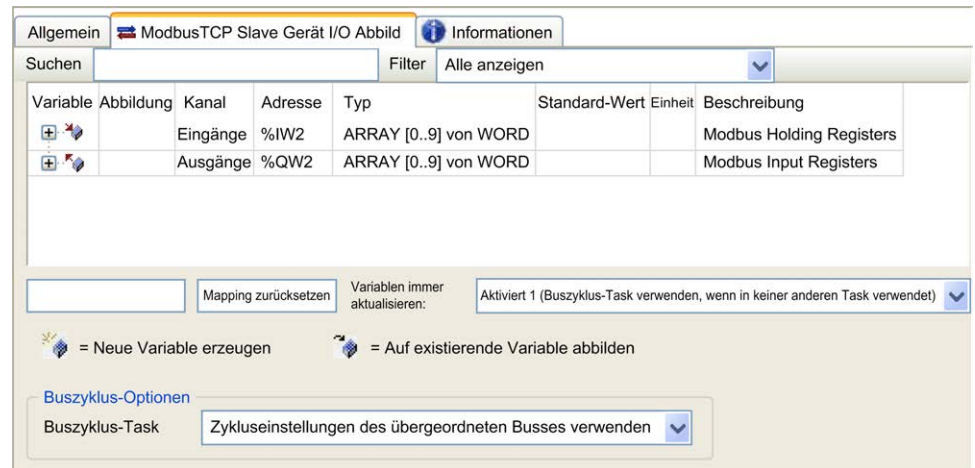 Allgemein ModbusTCP Slave Gerät I/O Abbild Informationen
Suchen Filter Alle anzeigen
Variable Abbildung Kanal Adresse Typ Standard-Wert Einheit Beschreibung
Eingänge %IW2 ARRAY [0..9] von WORD Modbus Holding Registers
Ausgänge %QW2 ARRAY [0..9] von WORD Modbus Input Registers
Mapping zurücksetzen Variablen immer aktualisieren: Aktiviert 1 (Buszyklus-Task verwenden, wenn in keiner anderen Task verwendet)
= Neue Variable erzeugen = Auf existierende Variable abbilden
Buszyklus-Optionen
Buszyklus-Task Zykluseinstellungen des übergeordneten Busses verwenden